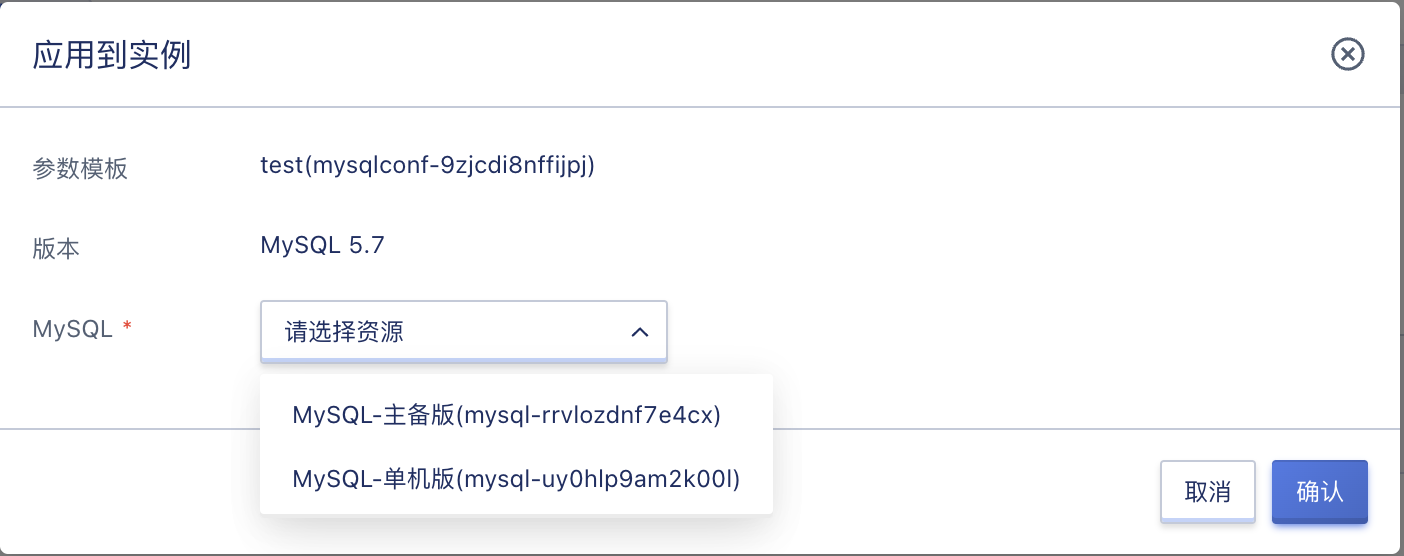 应用到实例
参数模板 test(mysqlconf-9zjcdi8nffijpj)
版本 MySQL 5.7
MySQL * 请选择资源
MySQL-主备版(mysql-rrvlozdnf7e4cx)
MySQL-单机版(mysql-uy0hlp9am2k00l)
取消 确认